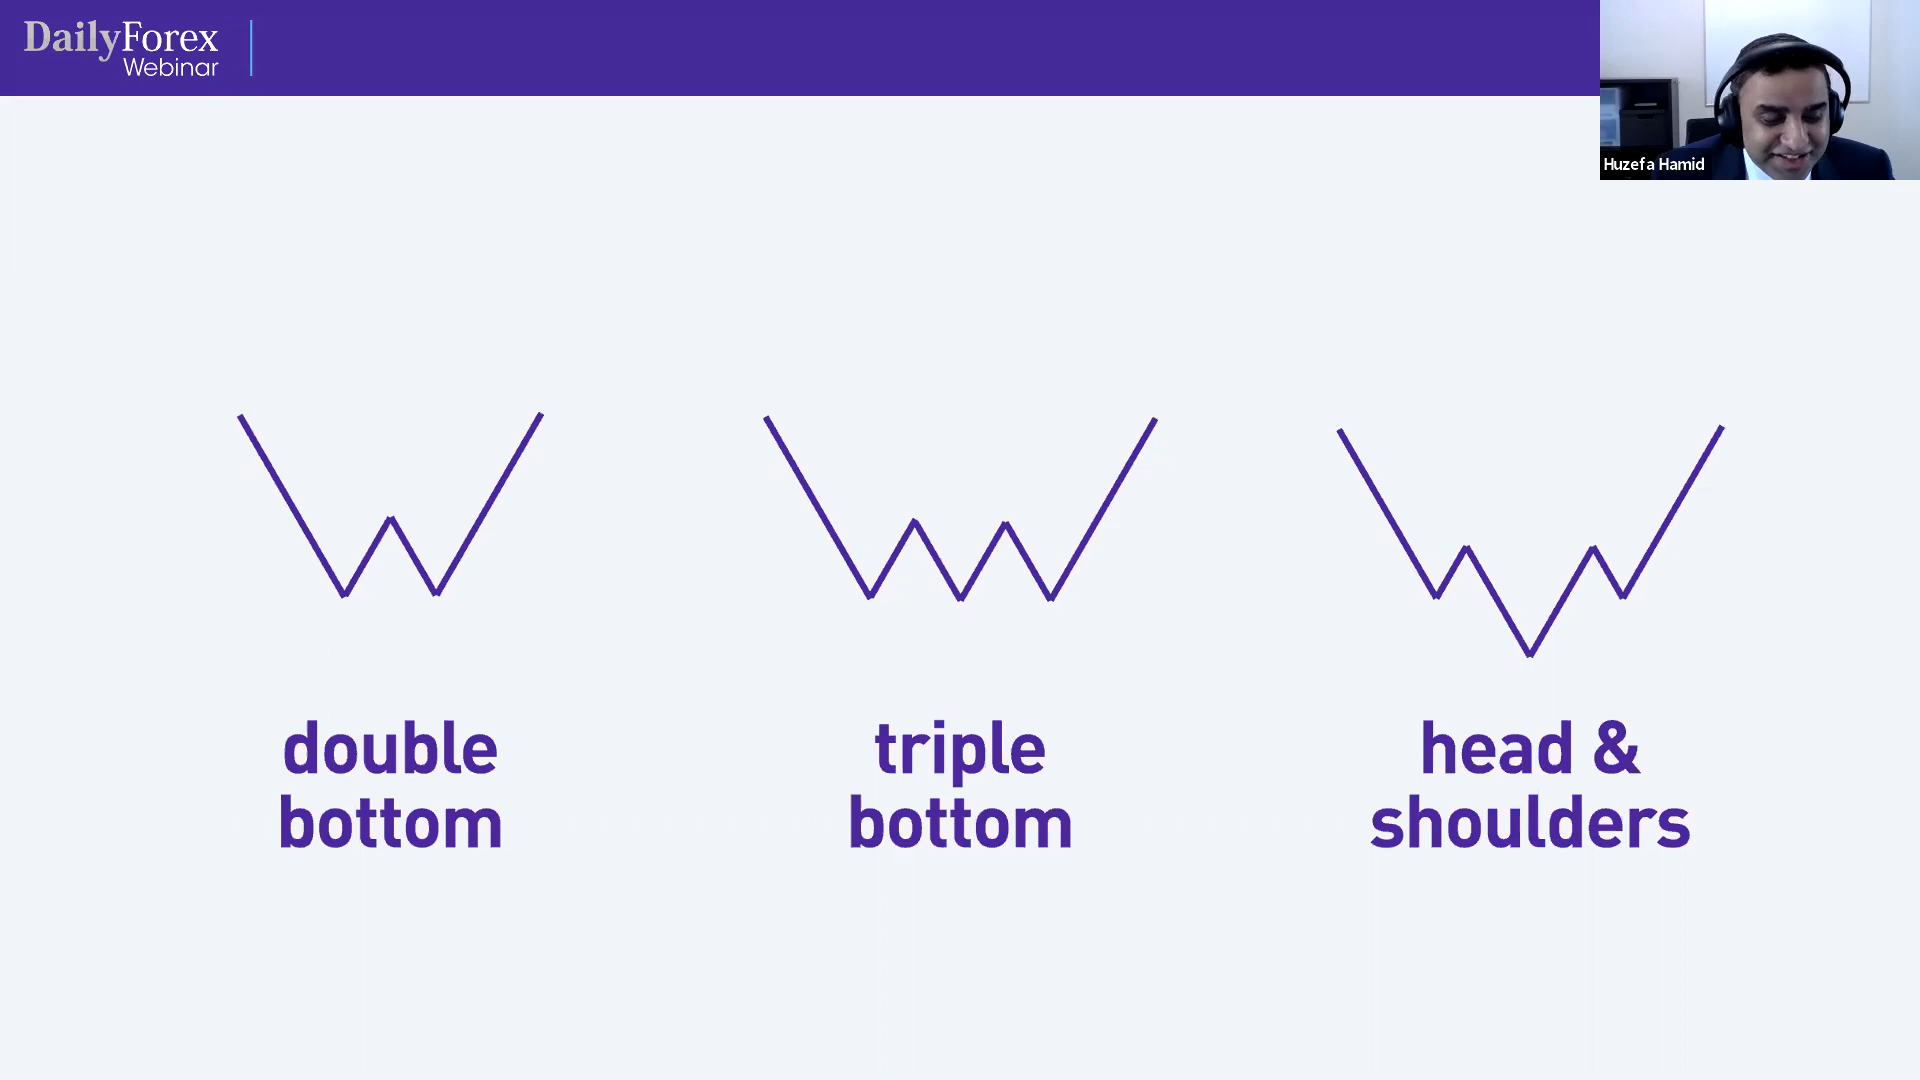 DailyForex
Webinar
Huzefa Hamid
double
bottom
triple
bottom
head &
shoulders